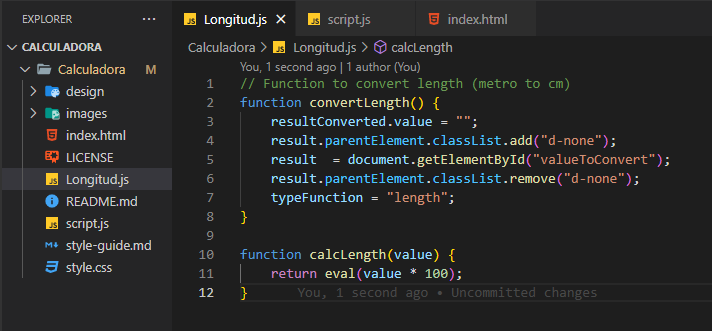 EXPLORER
CALCULADORA
Calculadora M
design
images
index.html
LICENSE
Longitud.js
README.md
script.js
style-guide.md
style.css
JS Longitud.js
JS script.js
index.html
Calculadora > JS Longitud.js > calcLength
You, 1 second ago | 1 author (You)
1 // Function to convert length (metro to cm)
2 function convertLength() {
3 resultConverted.value = "";
4 result.parentElement.classList.add("d-none");
5 result  = document.getElementById("valueToConvert");
6 result.parentElement.classList.remove("d-none");
7 typeFunction = "length";
8 }
9
10 function calcLength(value) {
11 return eval(value * 100);
12 } You, 1 second ago • Uncommitted changes